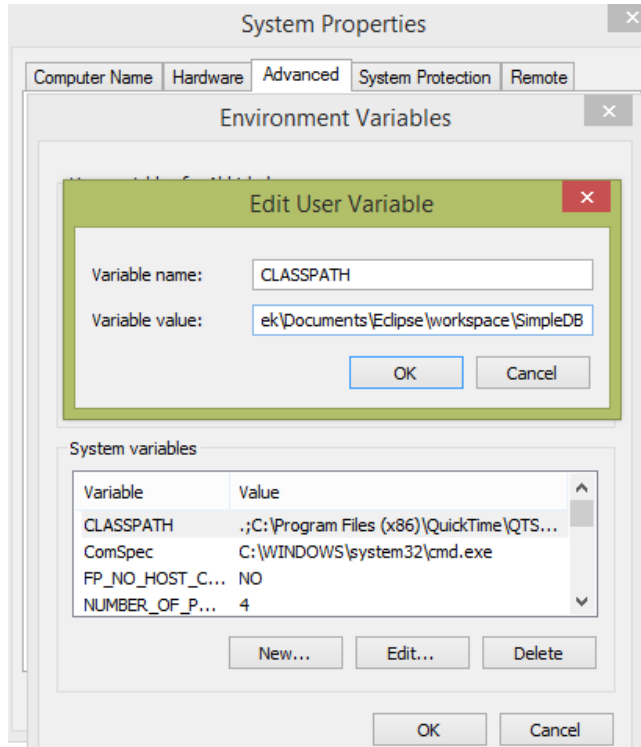 System Properties
Computer Name Hardware Advanced System Protection Remote
Environment Variables
Edit User Variable
Variable name: CLASSPATH
Variable value: ek\Documents\Eclipse\workspace\SimpleDB
OK Cancel
System variables
Variable Value
CLASSPATH .;C:\Program Files (x86)\QuickTime\QTS...
ComSpec C:\WINDOWS\system32\cmd.exe
FP_NO_HOST_C... NO
NUMBER_OF_P... 4
New... Edit... Delete
OK Cancel